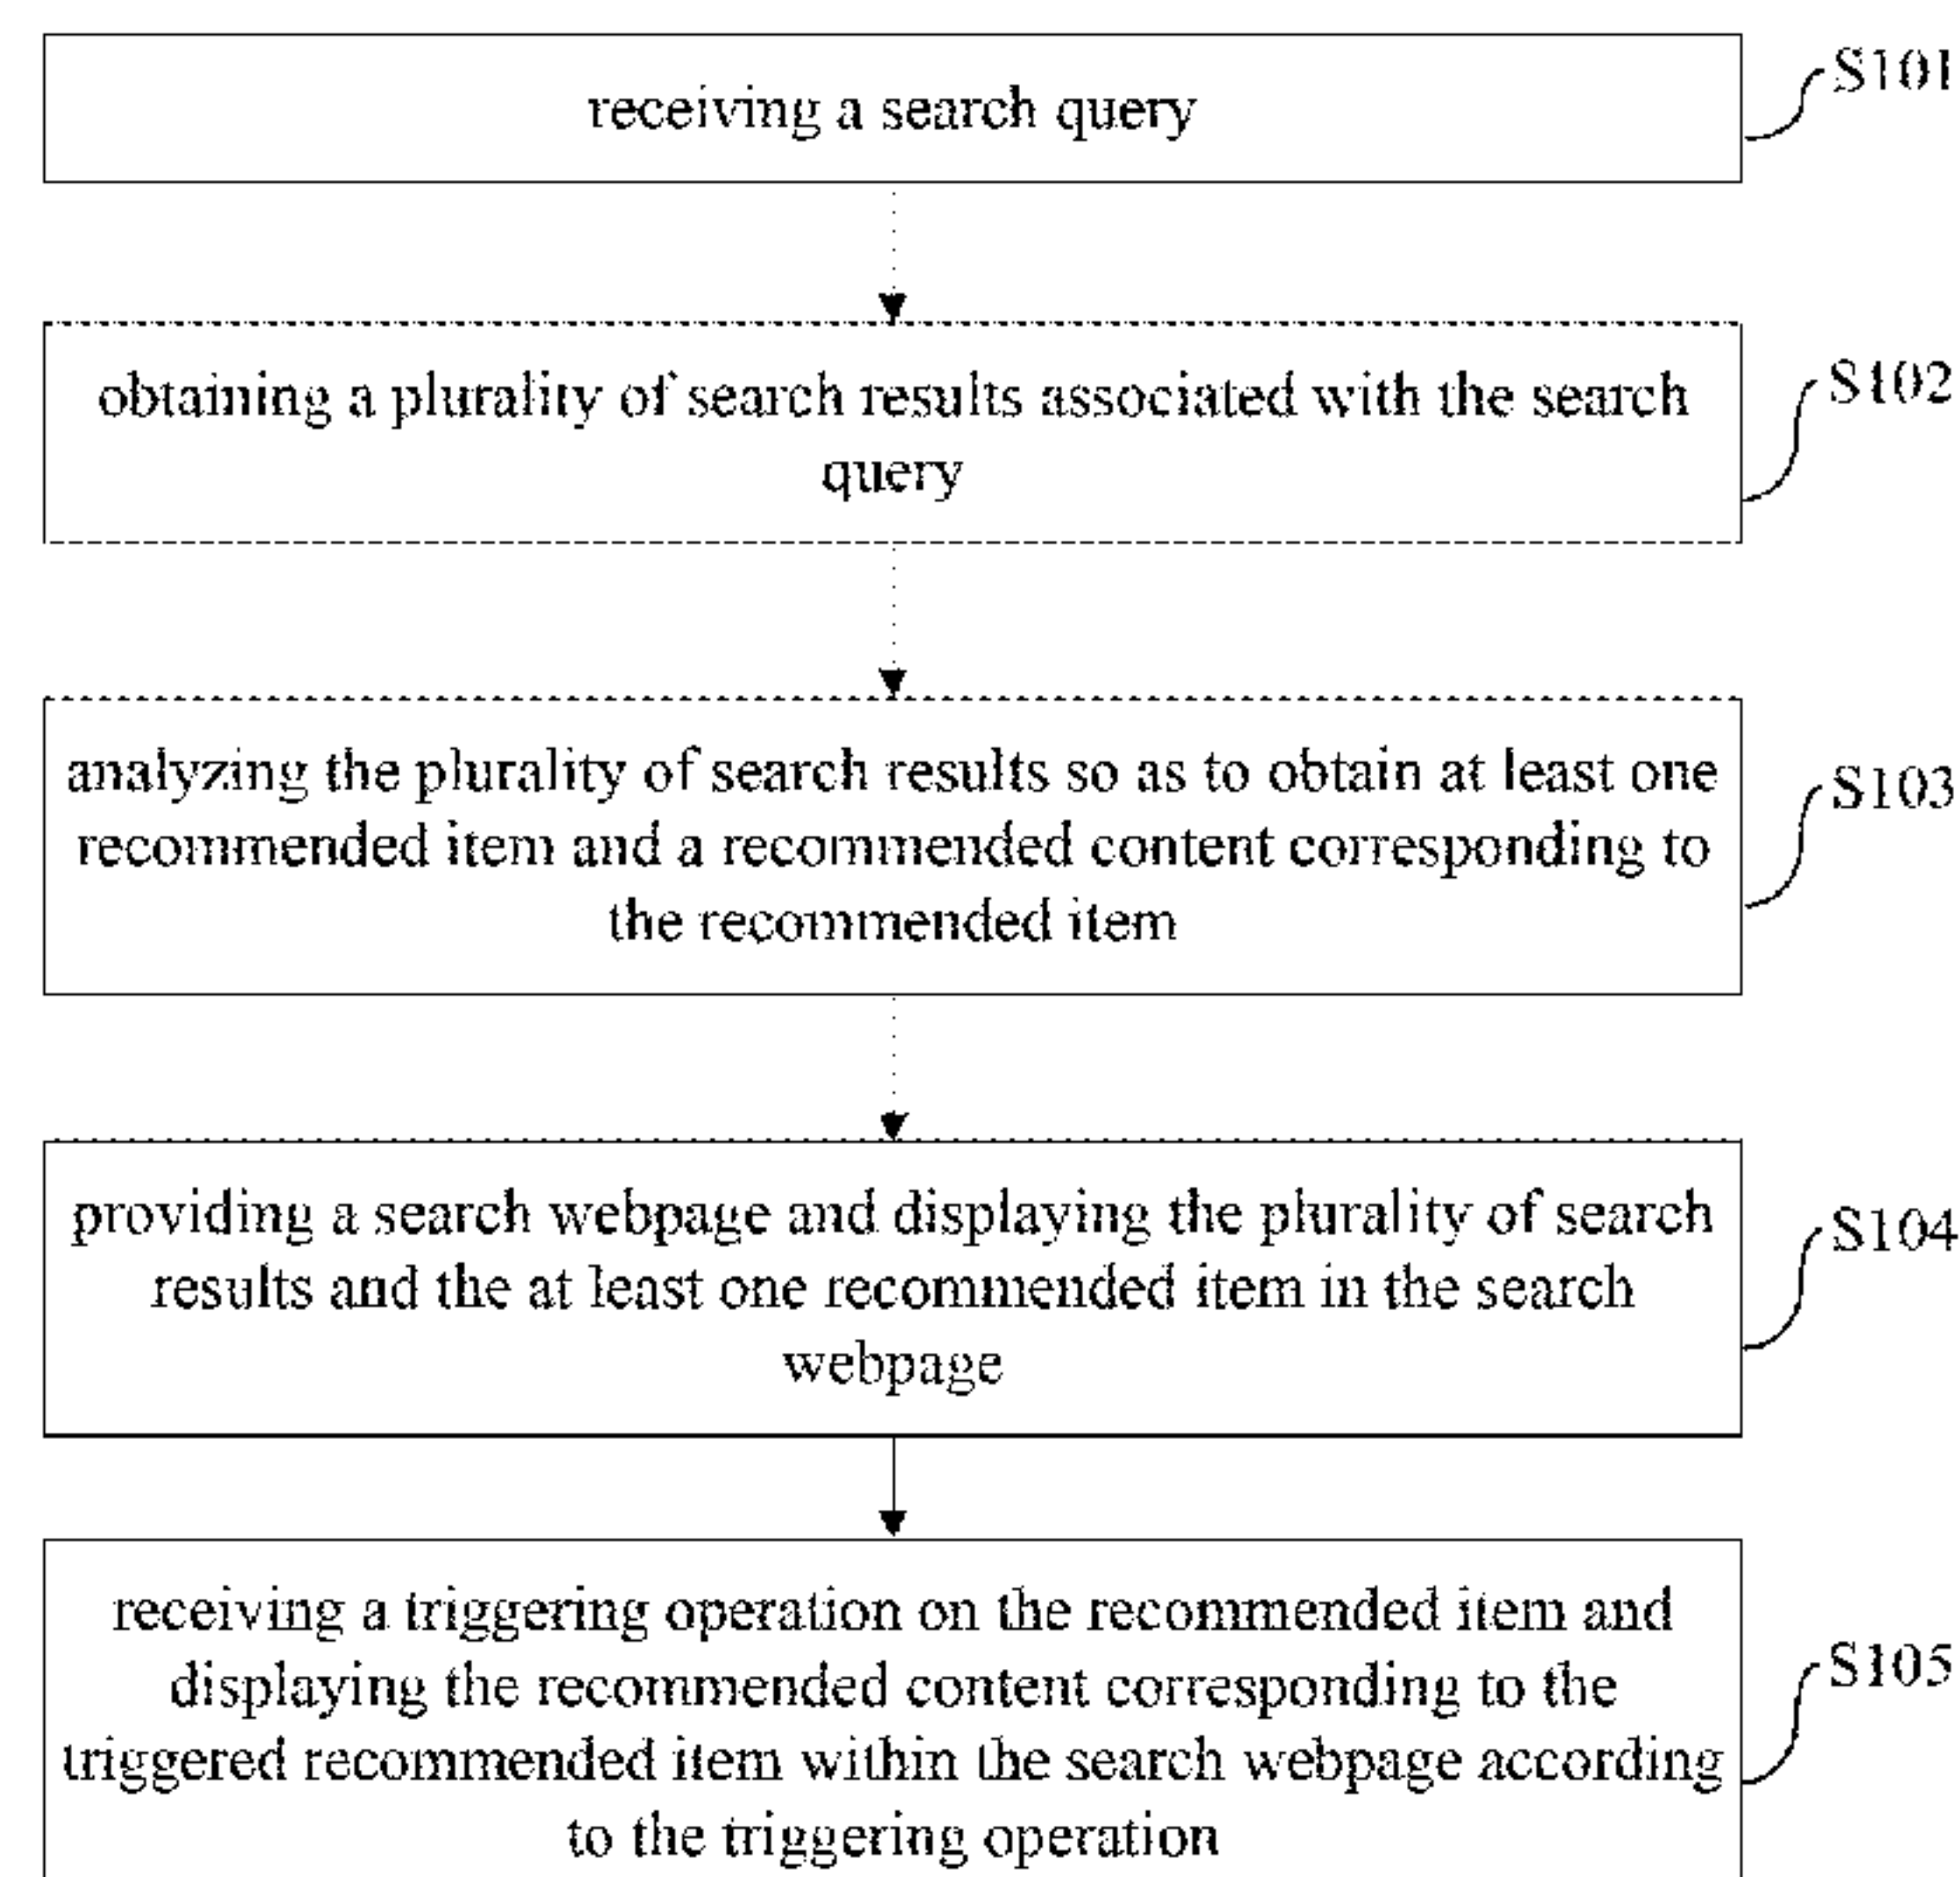 receiving a search query
S101
obtaining a plurality of search results associated with the search
query
S102
analyzing the plurality of search results so as to obtain at least one
recommended item and a recommended content corresponding to
the recommended item
S103
providing a search webpage and displaying the plurality of search
results and the at least one recommended item in the search
webpage
S104
receiving a triggering operation on the recommended item and
displaying the recommended content corresponding to the
triggered recommended item within the search webpage according
to the triggering operation
S105